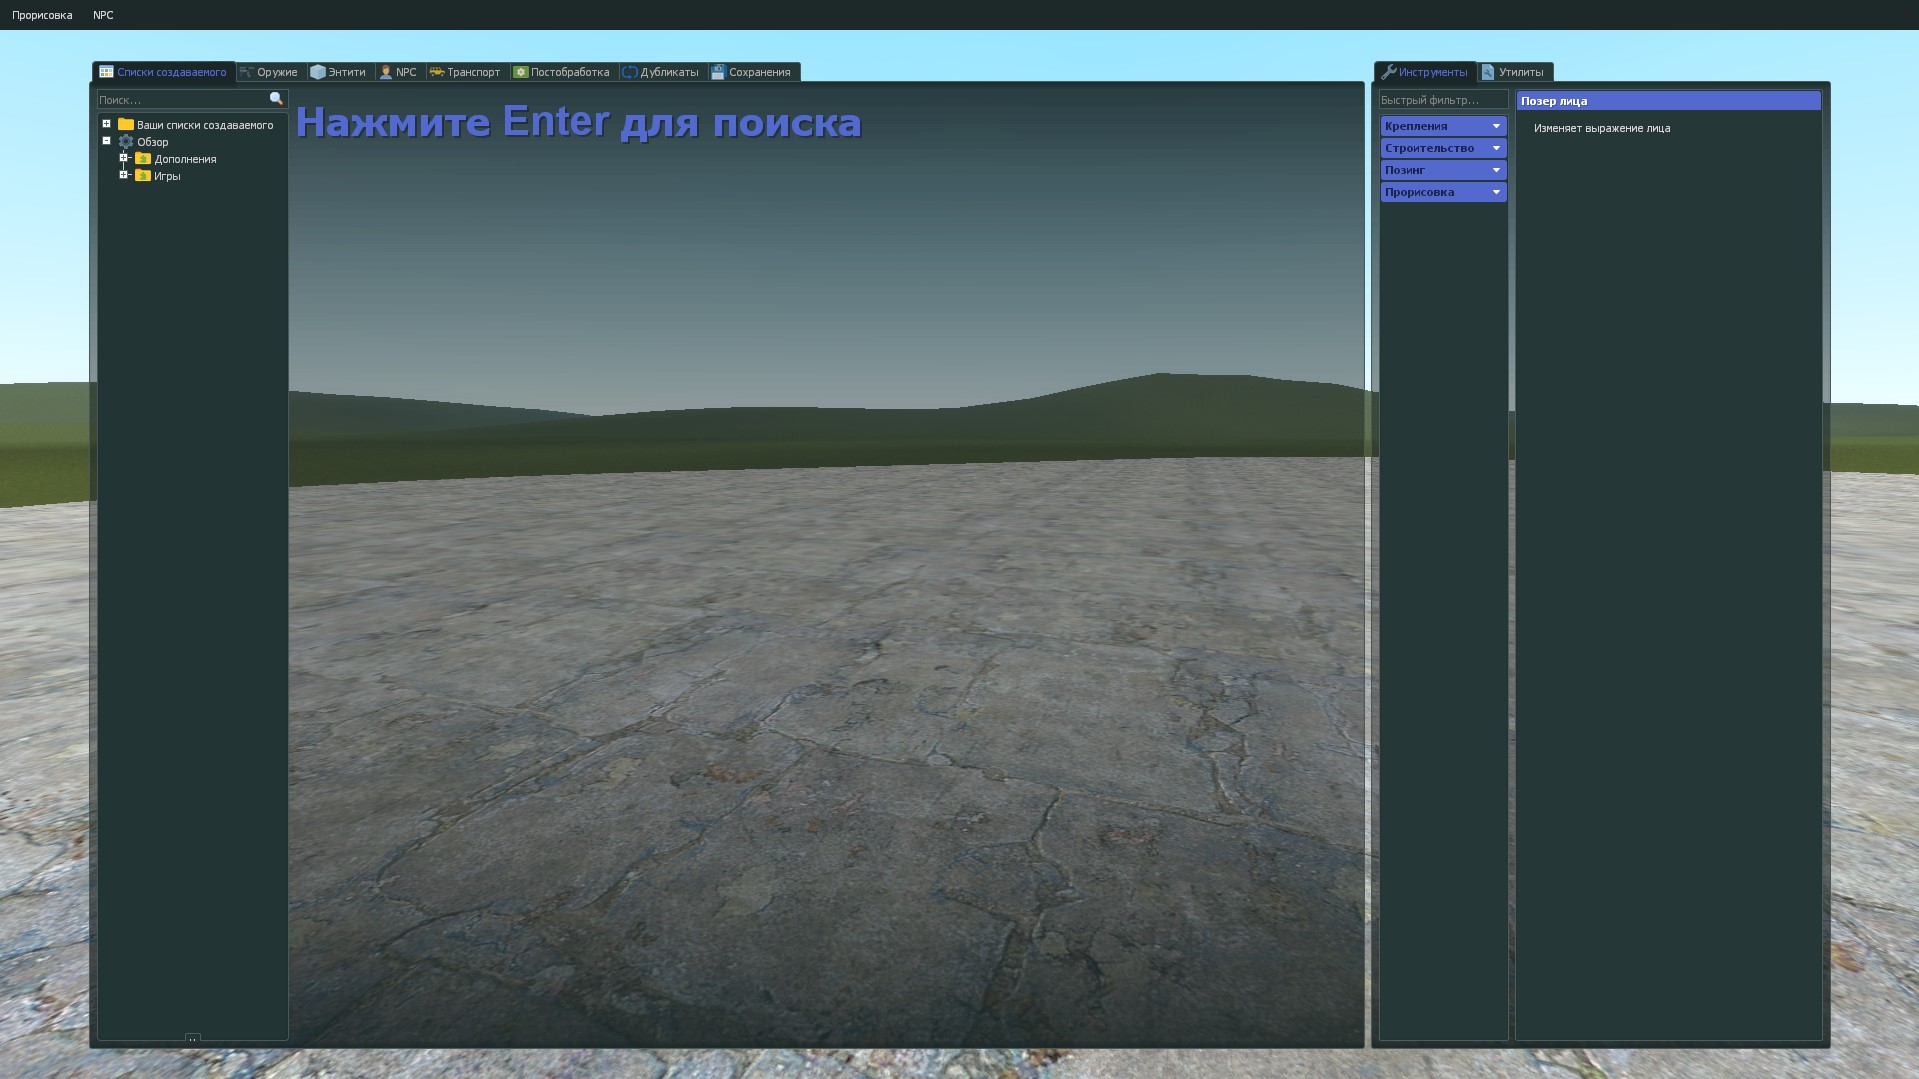 Прорисовка NPC
Списки создаваемого Оружие Энтити NPC Транспорт Постобработка Дубликаты Сохранения
Поиск...
Ваши списки создаваемого
Обзор
Дополнения
Игры
Нажмите Enter для поиска
Инструменты Утилиты
Быстрый фильтр...
Крепления
Строительство
Позинг
Прорисовка
Позер лица
Изменяет выражение лица